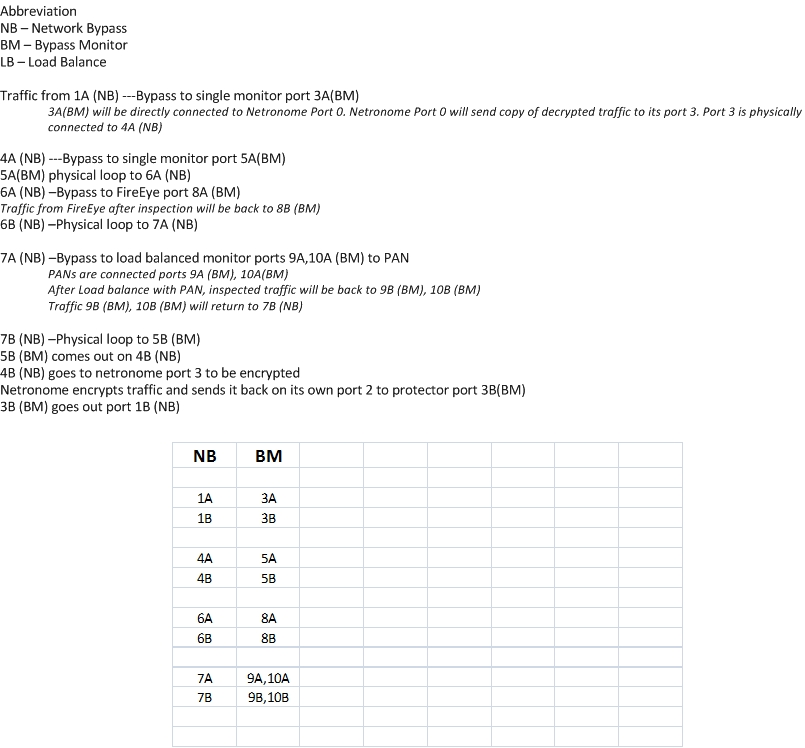 Abbreviation
NB – Network Bypass
BM – Bypass Monitor
LB – Load Balance
Traffic from 1A (NB) ---Bypass to single monitor port 3A(BM)
3A(BM) will be directly connected to Netronome Port 0. Netronome Port 0 will send copy of decrypted traffic to its port 3. Port 3 is physically
connected to 4A (NB)
4A (NB) ---Bypass to single monitor port 5A(BM)
5A(BM) physical loop to 6A (NB)
6A (NB) –Bypass to FireEye port 8A (BM)
Traffic from FireEye after inspection will be back to 8B (BM)
6B (NB) –Physical loop to 7A (NB)
7A (NB) –Bypass to load balanced monitor ports 9A,10A (BM) to PAN
PANs are connected ports 9A (BM), 10A(BM)
After Load balance with PAN, inspected traffic will be back to 9B (BM), 10B (BM)
Traffic 9B (BM), 10B (BM) will return to 7B (NB)
7B (NB) –Physical loop to 5B (BM)
5B (BM) comes out on 4B (NB)
4B (NB) goes to netronome port 3 to be encrypted
Netronome encrypts traffic and sends it back on its own port 2 to protector port 3B(BM)
3B (BM) goes out port 1B (NB)
NB BM
1A 3A
1B 3B
4A 5A
4B 5B
6A 8A
6B 8B
7A 9A,10A
7B 9B,10B